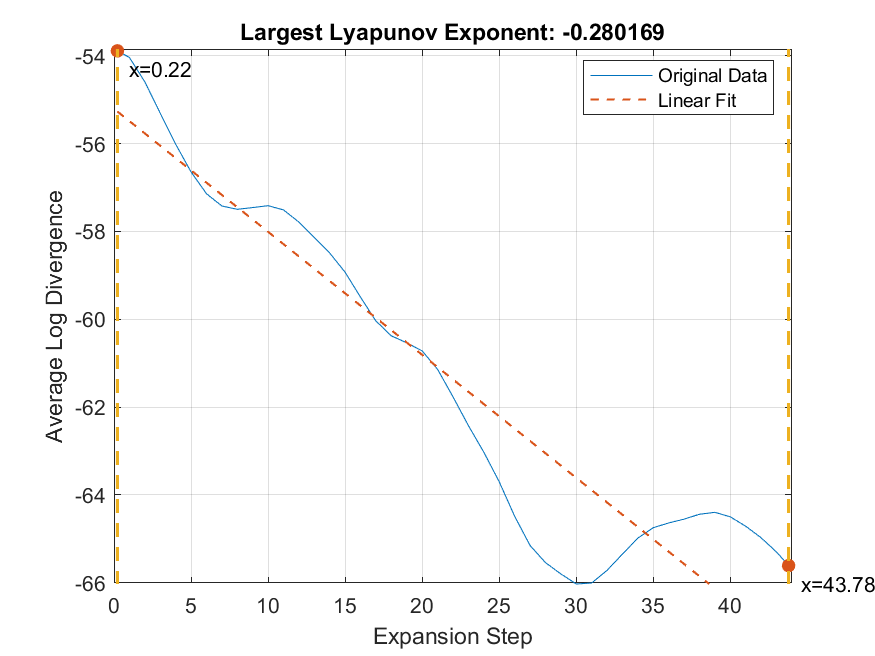 Largest Lyapunov Exponent: -0.280169
x=0.22
Original Data
Linear Fit
-54
-56
-58
-60
-62
-64
-66
Average Log Divergence
0 5 10 15 20 25 30 35 40
x=43.78
Expansion Step